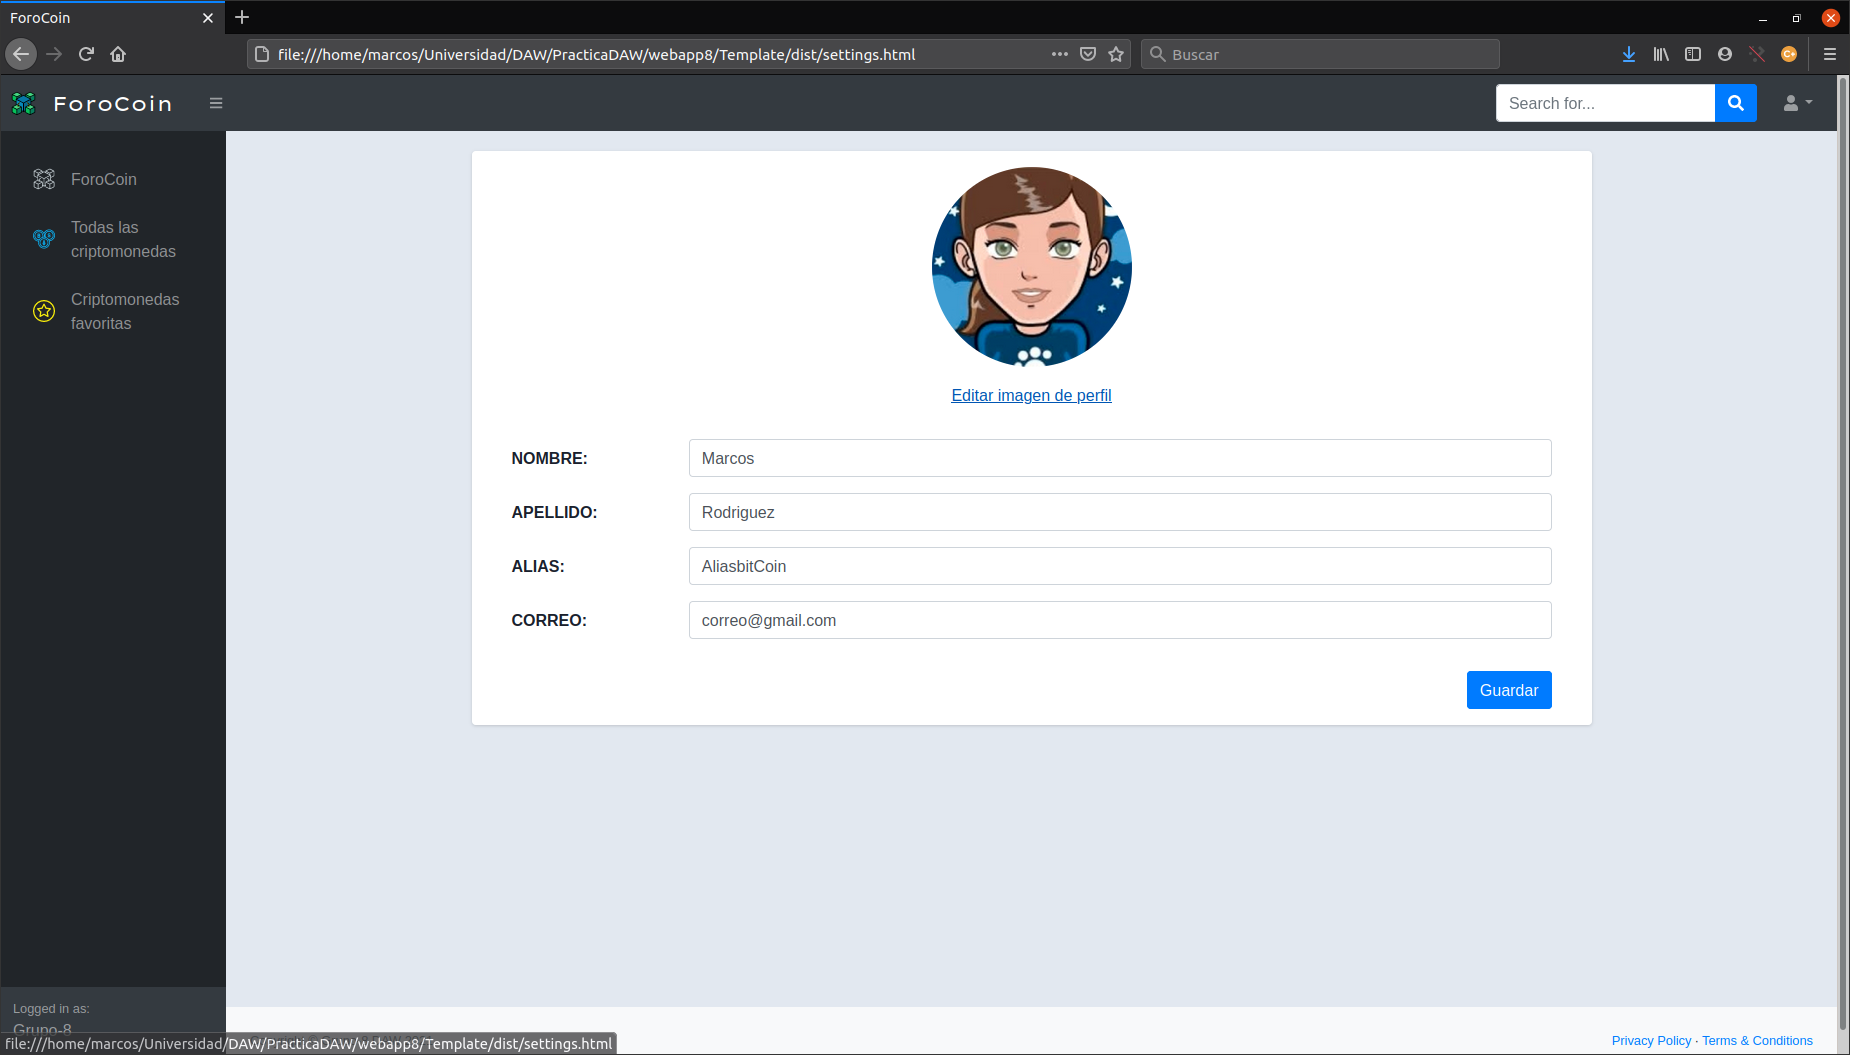 ForoCoin
file:///home/marcos/Universidad/DAW/PracticaDAW/webapp8/Template/dist/settings.html
Buscar
ForoCoin
Search for...
ForoCoin
Todas las
criptomonedas
Criptomonedas
favoritas
Editar imagen de perfil
NOMBRE:
Marcos
APELLIDO:
Rodriguez
ALIAS:
AliasbitCoin
CORREO:
correo@gmail.com
Guardar
Logged in as:
Grupo-8
file:///home/marcos/Universidad/DAW/PracticaDAW/webapp8/Template/dist/settings.html
Privacy Policy · Terms & Conditions